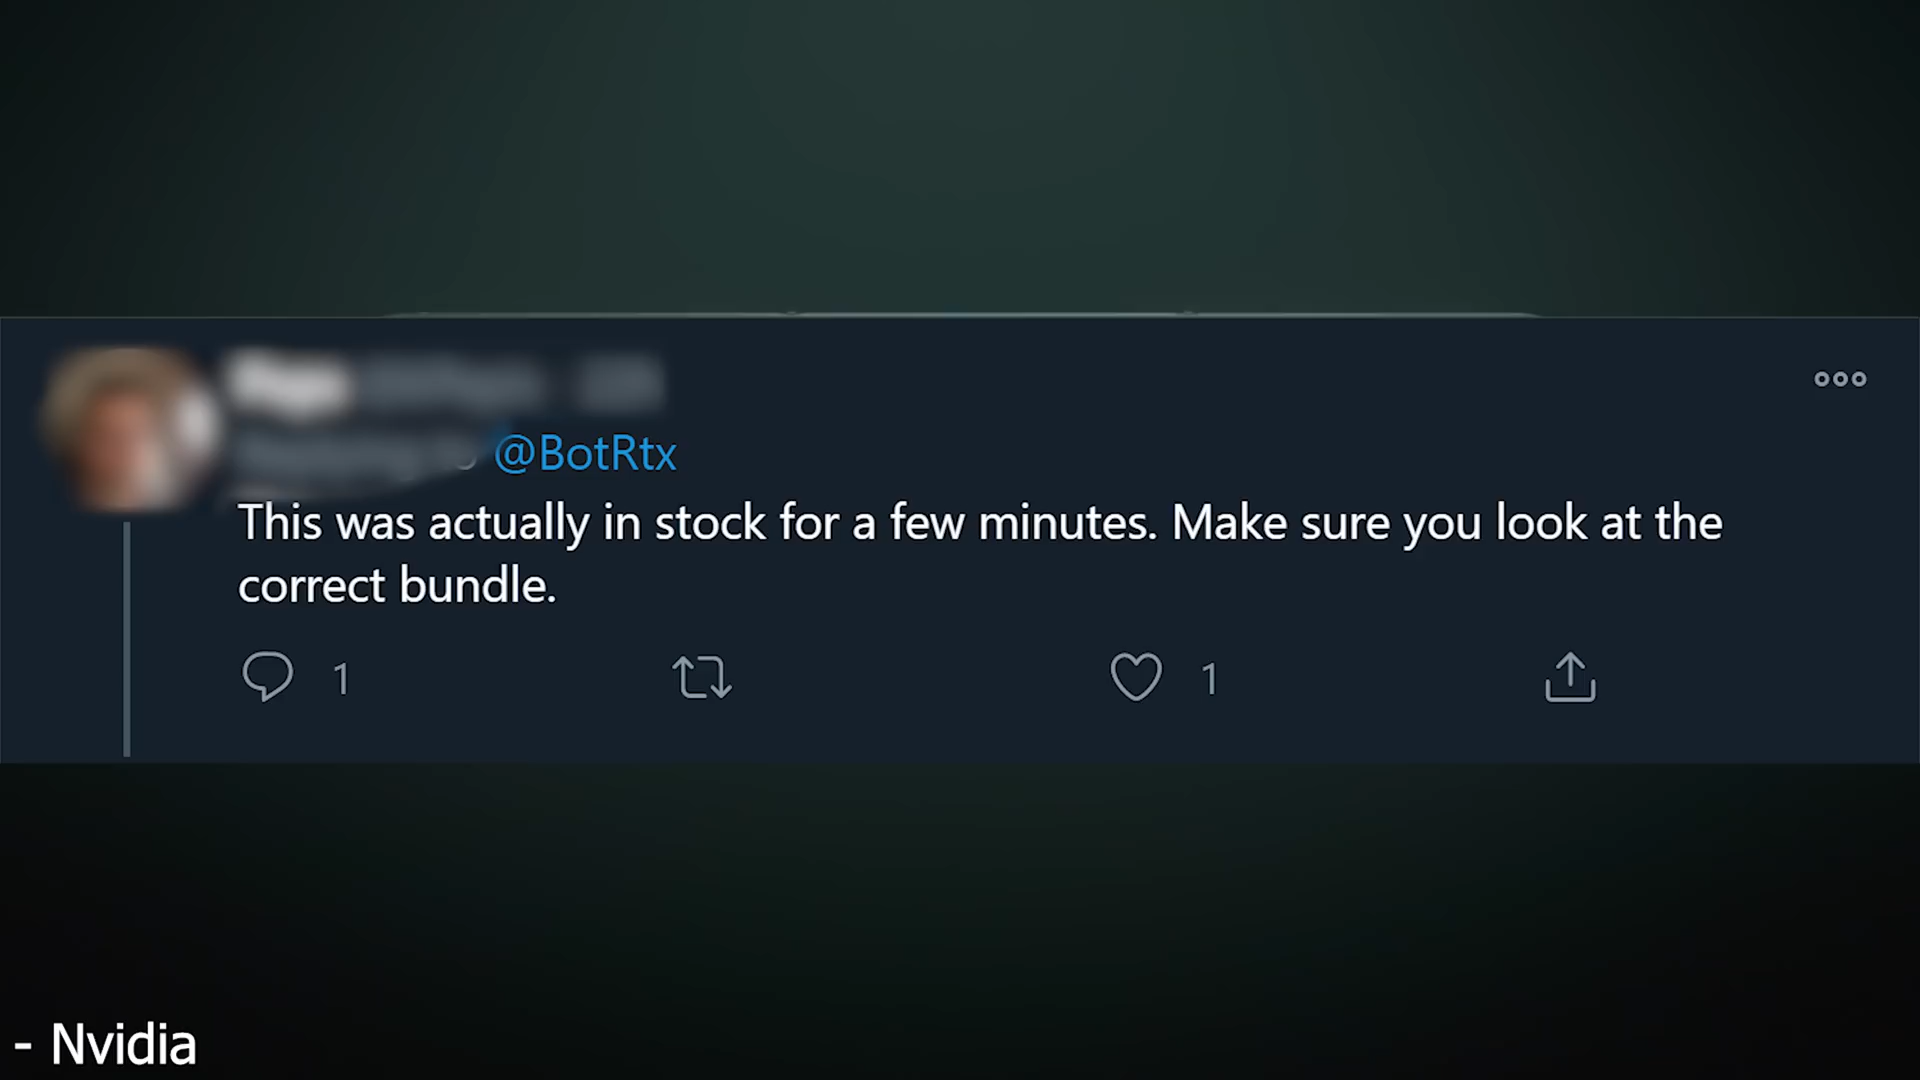 @BotRtx
This was actually in stock for a few minutes. Make sure you look at the
correct bundle.
1 1
- Nvidia